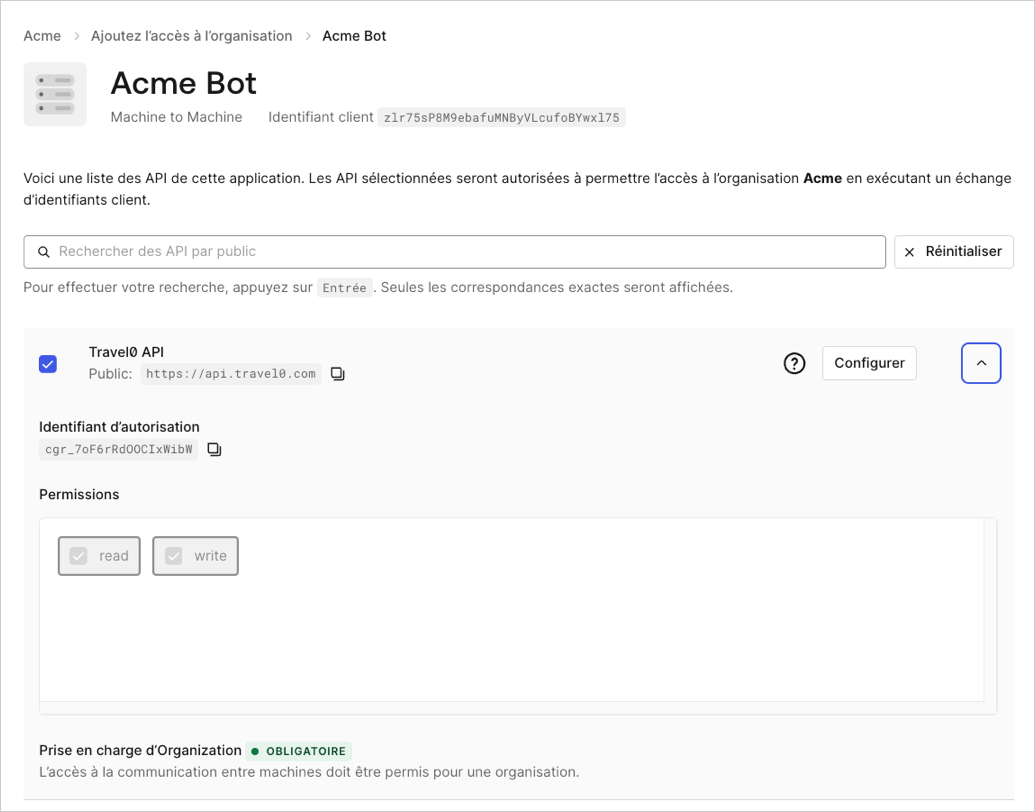 Acme > Ajoutez l'accès à l'organisation > Acme Bot
Acme Bot
Machine to Machine Identifiant client zlr75sP8M9ebafuMNByVLcufoBYwxl75
Voici une liste des API de cette application. Les API sélectionnées seront autorisées à permettre l'accès à l'organisation Acme en exécutant un échange
d'identifiants client.
Rechercher des API par public
Réinitialiser
Pour effectuer votre recherche, appuyez sur Entrée . Seules les correspondances exactes seront affichées.
Travel0 API
Public: https://api.travel0.com
Configurer
Identifiant d'autorisation
cgr_7oF6rRdOOCIxWibW
Permissions
read write
Prise en charge d'Organization OBLIGATOIRE
L'accès à la communication entre machines doit être permis pour une organisation.